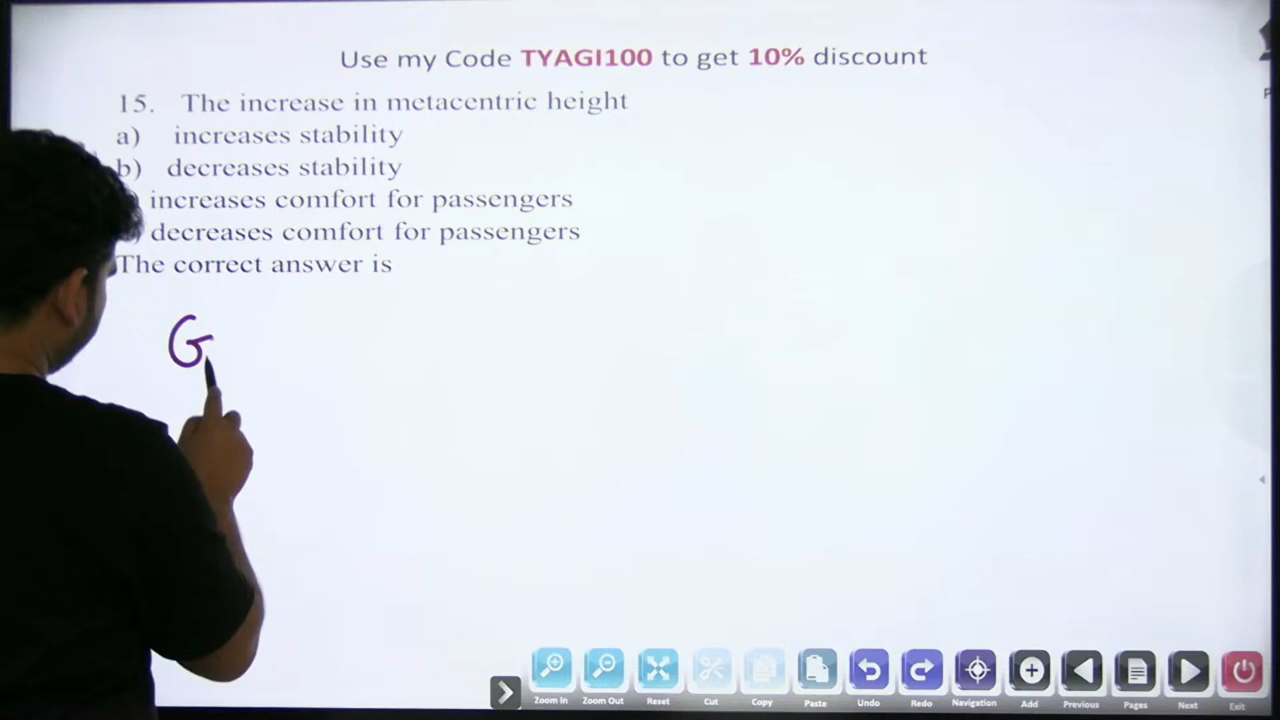 Use my Code TYAGI100 to get 10% discount
15. The increase in metacentric height
a) increases stability
b) decreases stability
) increases comfort for passengers
) decreases comfort for passengers
The correct answer is
G
Zoom In Zoom Out Reset Cut Copy Paste Undo Redo Navigation Add Previous Pages Next Exit